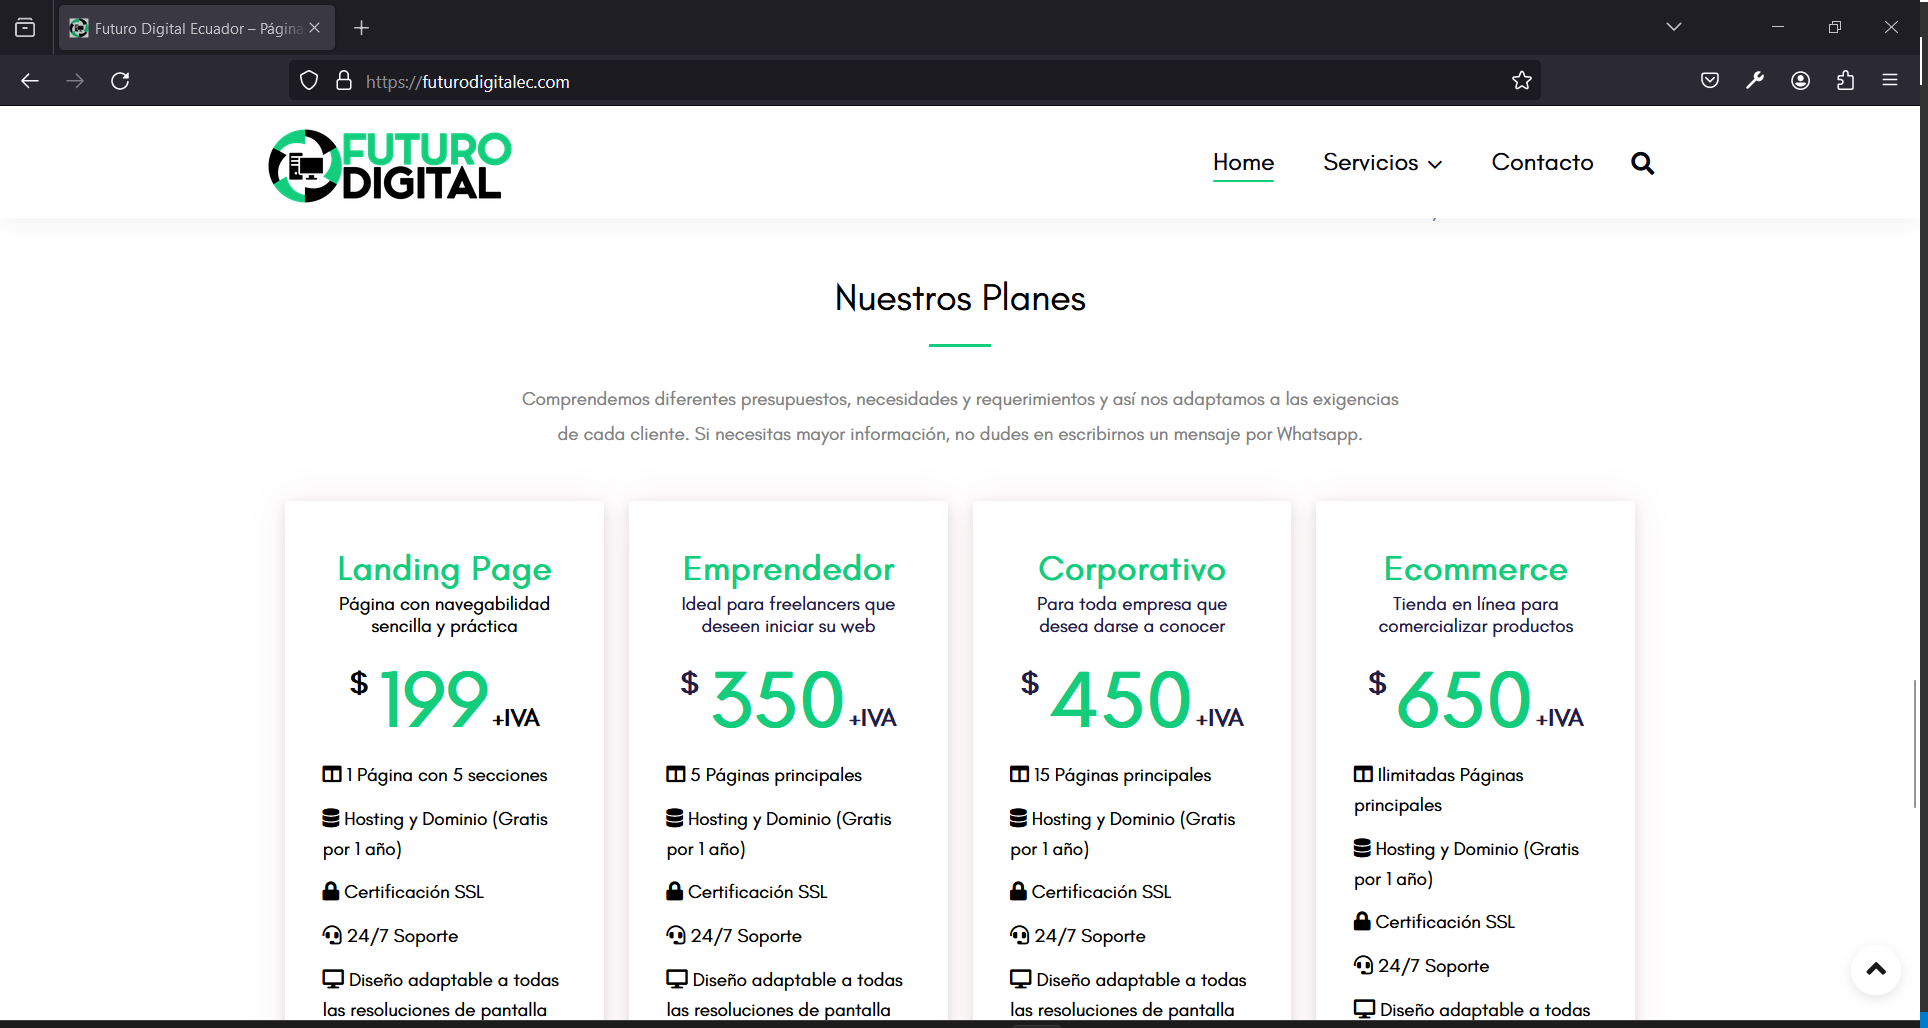 Futuro Digital Ecuador – Página
https://futurodigitalec.com
FUTURO
DIGITAL
Home
Servicios
Contacto
Nuestros Planes
Comprendemos diferentes presupuestos, necesidades y requerimientos y así nos adaptamos a las exigencias
de cada cliente. Si necesitas mayor información, no dudes en escribirnos un mensaje por Whatsapp.
Landing Page
Página con navegabilidad
sencilla y práctica
$ 199 +IVA
1 Página con 5 secciones
Hosting y Dominio (Gratis
por 1 año)
Certificación SSL
24/7 Soporte
Diseño adaptable a todas
las resoluciones de pantalla
Emprendedor
Ideal para freelancers que
deseen iniciar su web
$ 350 +IVA
5 Páginas principales
Hosting y Dominio (Gratis
por 1 año)
Certificación SSL
24/7 Soporte
Diseño adaptable a todas
las resoluciones de pantalla
Corporativo
Para toda empresa que
desea darse a conocer
$ 450 +IVA
15 Páginas principales
Hosting y Dominio (Gratis
por 1 año)
Certificación SSL
24/7 Soporte
Diseño adaptable a todas
las resoluciones de pantalla
Ecommerce
Tienda en línea para
comercializar productos
$ 650 +IVA
Ilimitadas Páginas
principales
Hosting y Dominio (Gratis
por 1 año)
Certificación SSL
24/7 Soporte
Diseño adaptable a todas